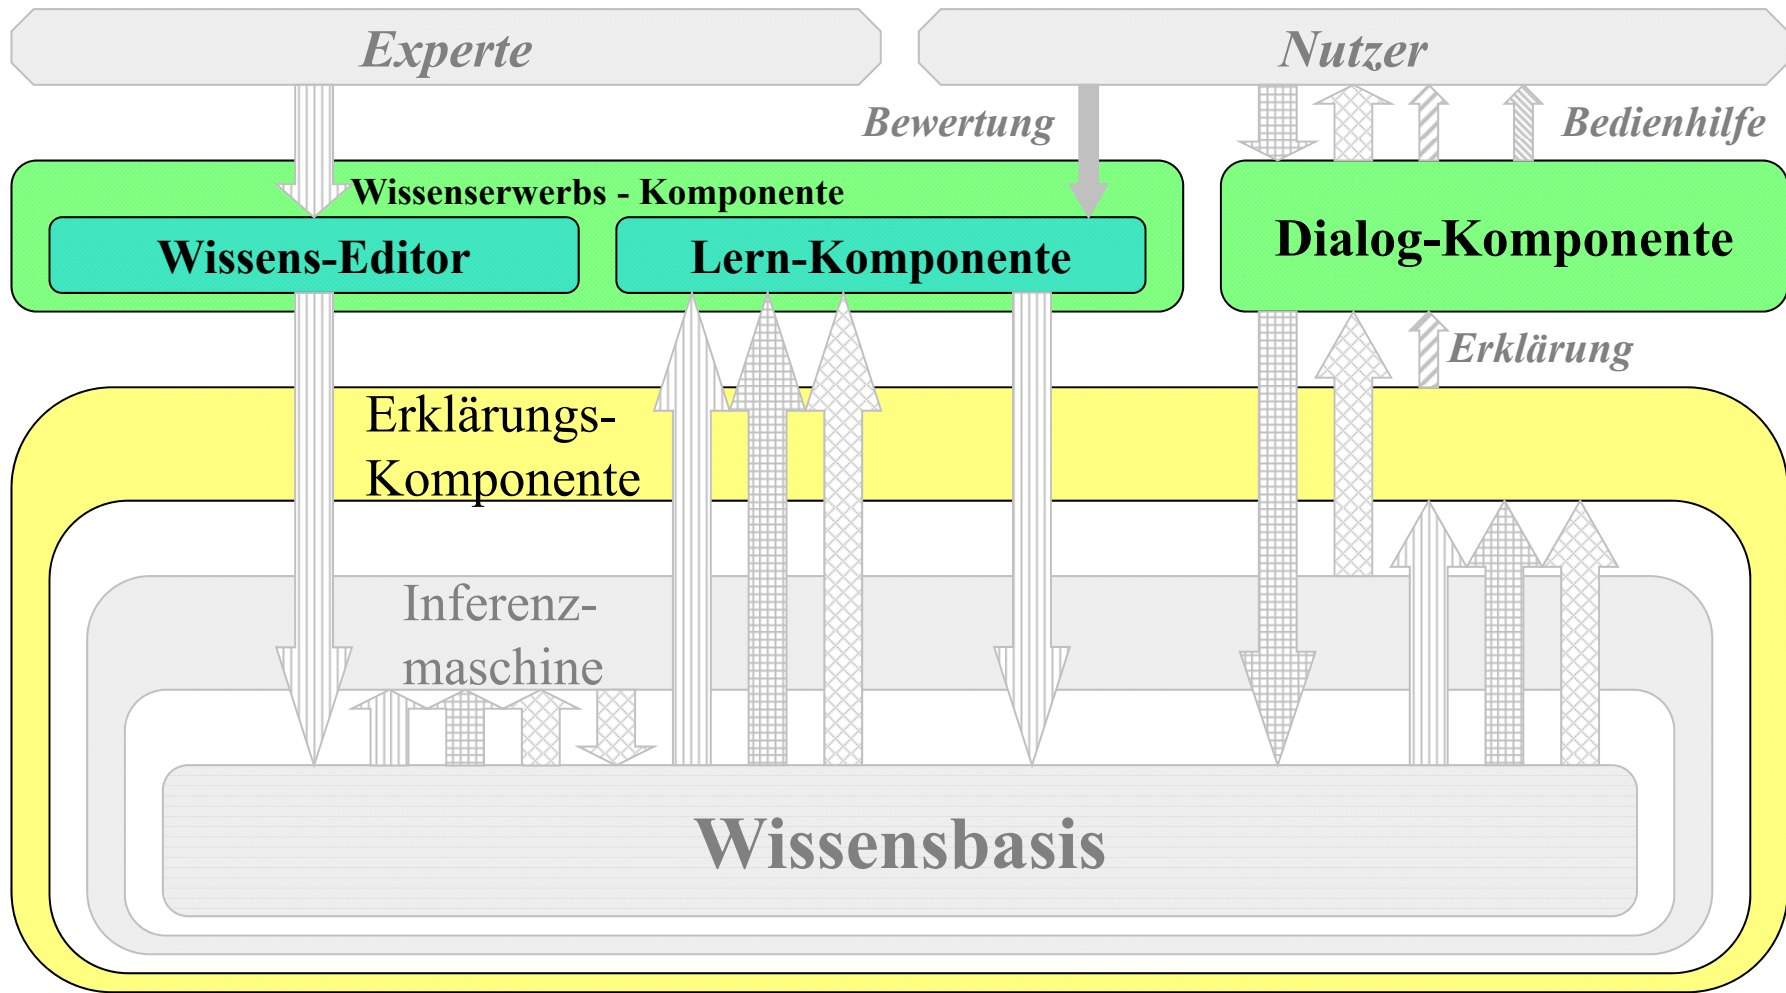 Experte
Nutzer
Bewertung
Bedienhilfe
Wissenserwerbs - Komponente
Wissens-Editor
Lern-Komponente
Dialog-Komponente
Erklärung
Erklärungs-
Komponente
Inferenz-
maschine
Wissensbasis